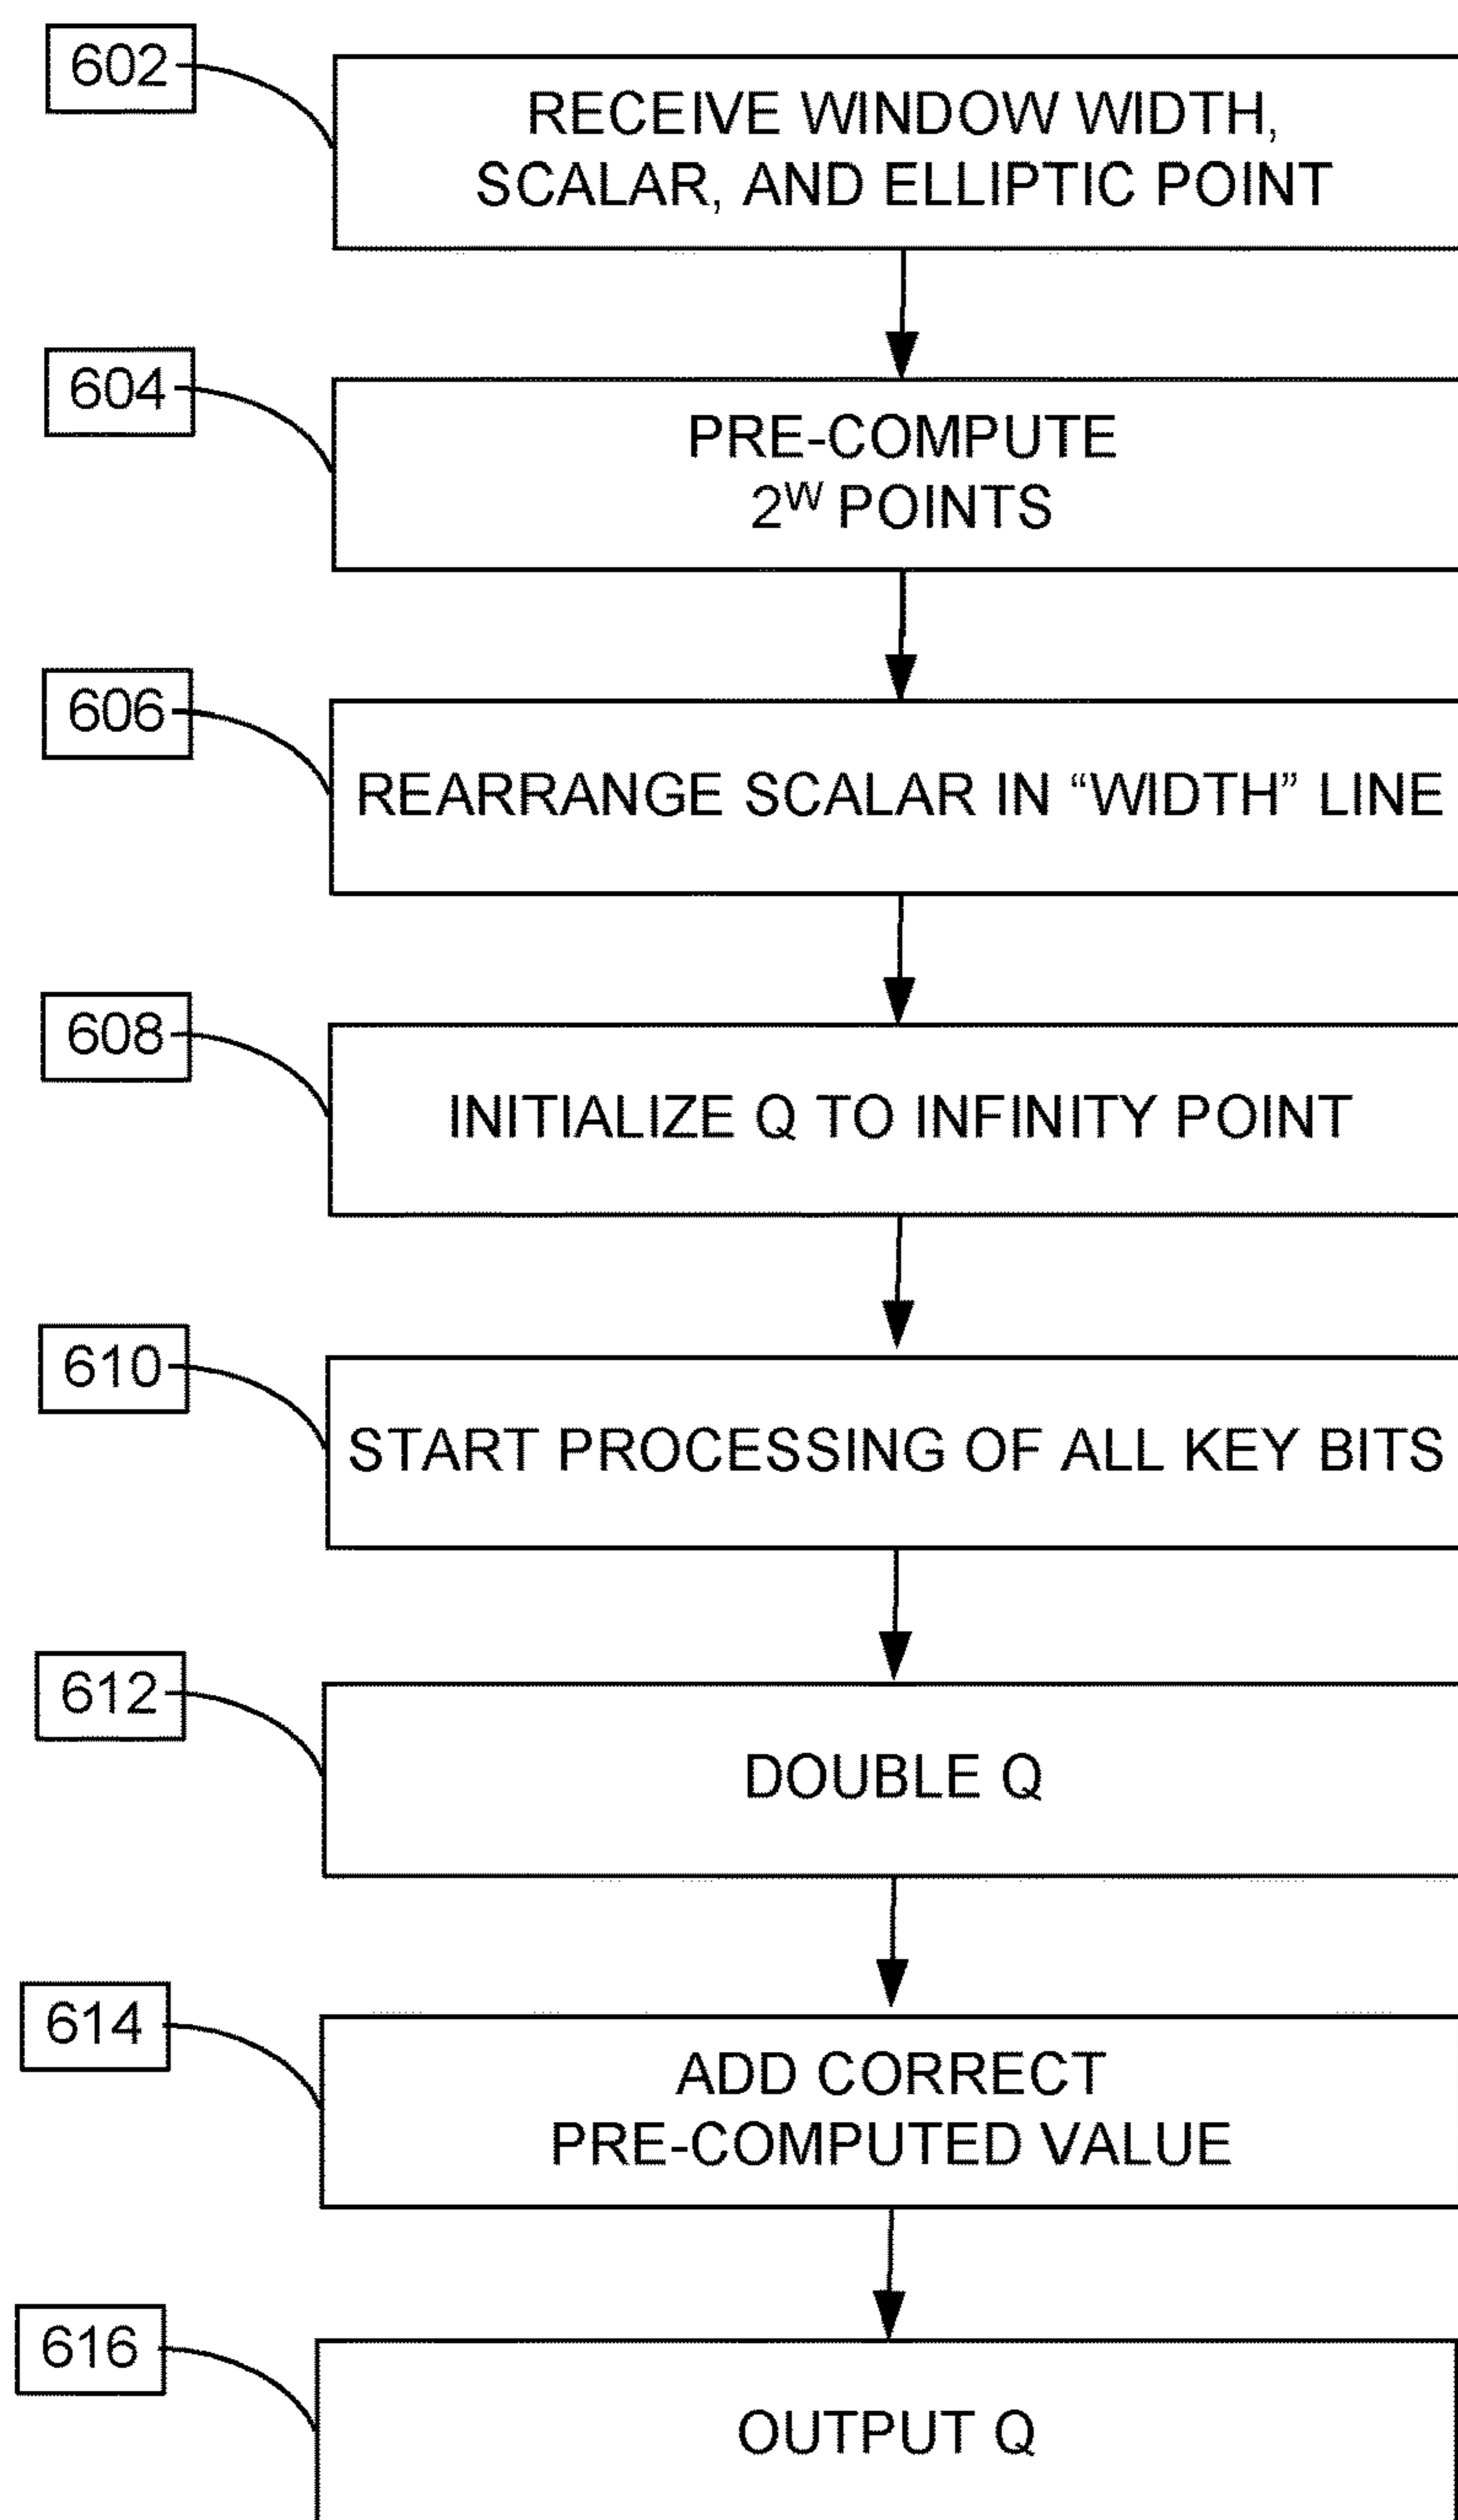 602
RECEIVE WINDOW WIDTH,
SCALAR, AND ELLIPTIC POINT
604
PRE-COMPUTE
2ᵂ POINTS
606
REARRANGE SCALAR IN “WIDTH” LINE
608
INITIALIZE Q TO INFINITY POINT
610
START PROCESSING OF ALL KEY BITS
612
DOUBLE Q
614
ADD CORRECT
PRE-COMPUTED VALUE
616
OUTPUT Q